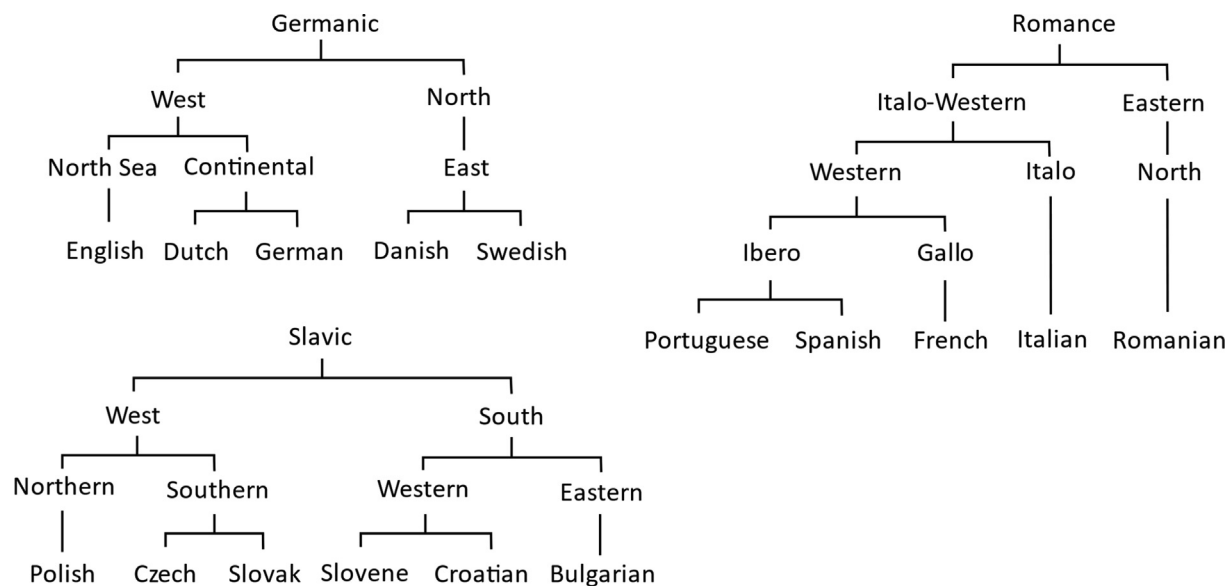 Germanic
West North
North Sea Continental East
English Dutch German Danish Swedish
Romance
Italo-Western Eastern
Western Italo North
Ibero Gallo
Portuguese Spanish French Italian Romanian
Slavic
West South
Northern Southern Western Eastern
Polish Czech Slovak Slovene Croatian Bulgarian